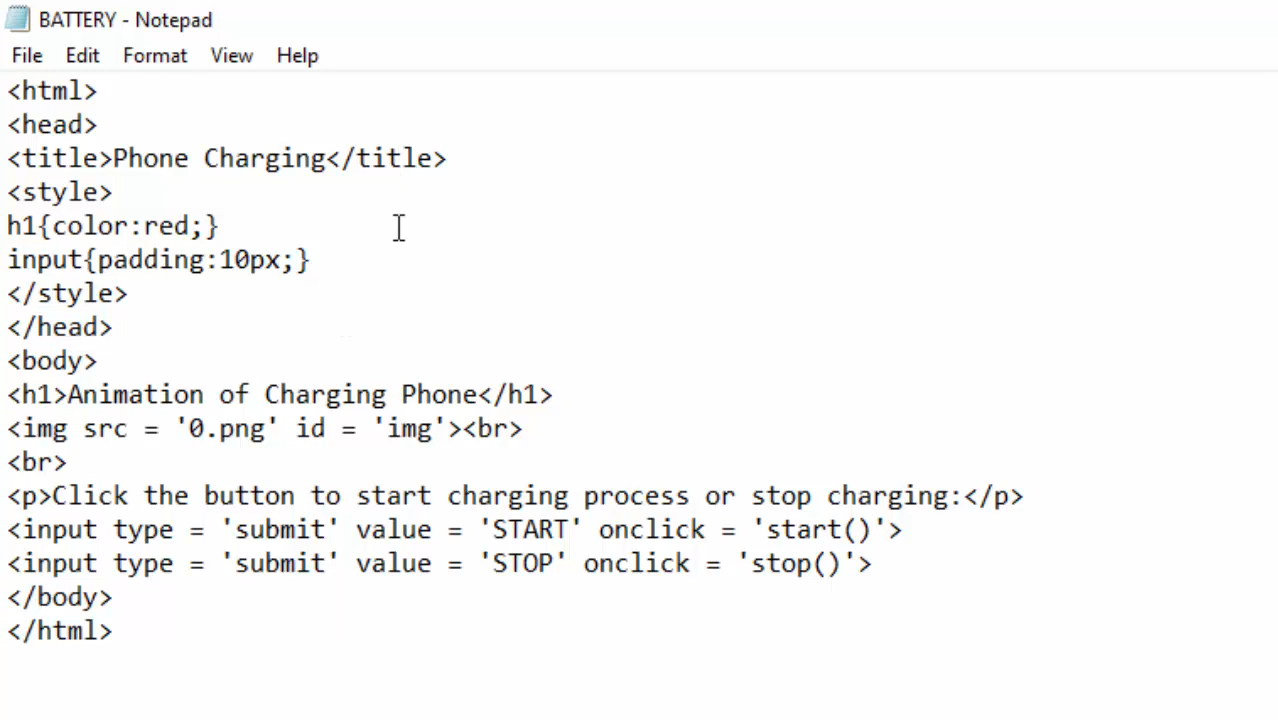 BATTERY - Notepad
File Edit Format View Help
<html>
<head>
<title>Phone Charging</title>
<style>
h1{color:red;}
input{padding:10px;}
</style>
</head>
<body>
<h1>Animation of Charging Phone</h1>
<img src = '0.png' id = 'img'><br>
<br>
<p>Click the button to start charging process or stop charging:</p>
<input type = 'submit' value = 'START' onclick = 'start()'>
<input type = 'submit' value = 'STOP' onclick = 'stop()'>
</body>
</html>